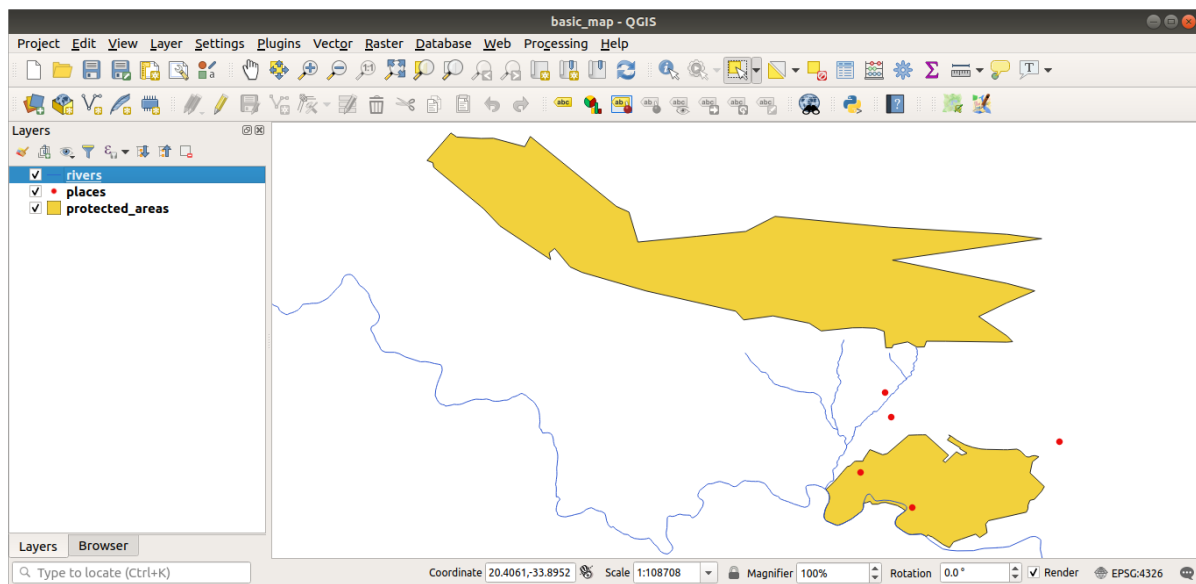 basic_map - QGIS
Project Edit View Layer Settings Plugins Vector Raster Database Web Processing Help
Layers
rivers
places
protected_areas
Layers Browser
Type to locate (Ctrl+K) Coordinate 20.4061,-33.8952 Scale 1:108708 Magnifier 100% Rotation 0.0 ° Render EPSG:4326